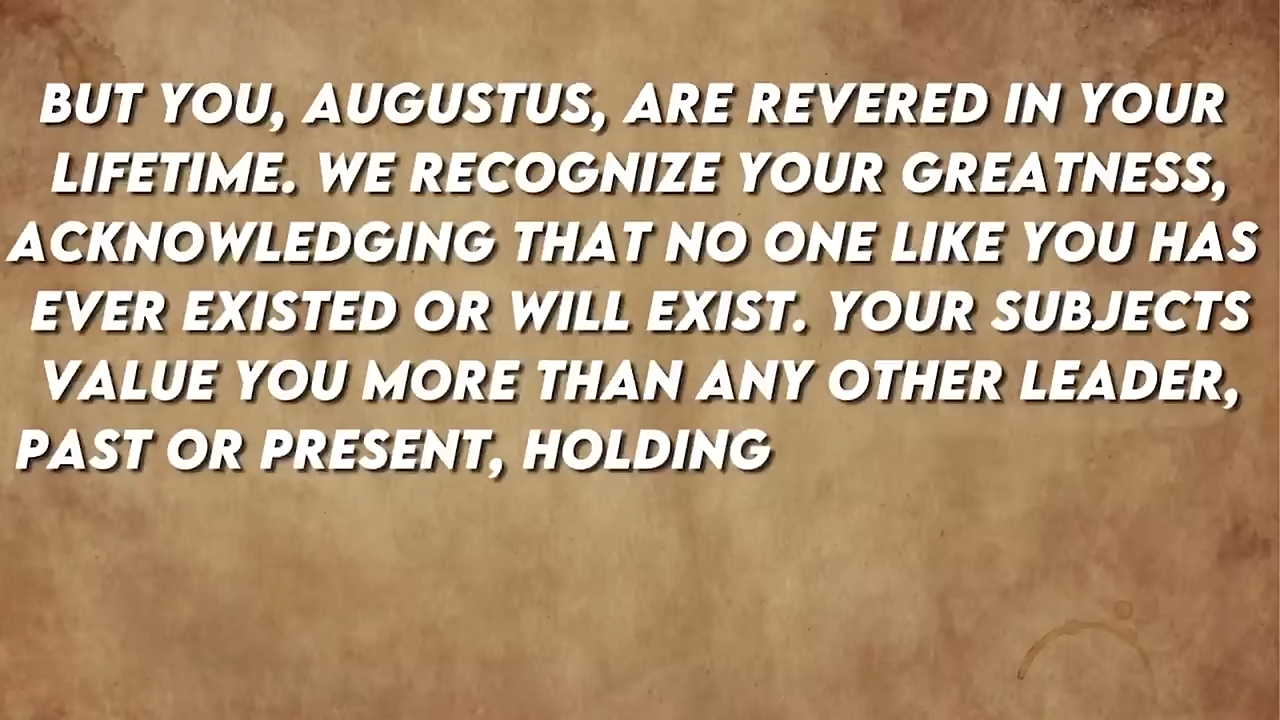 BUT YOU, AUGUSTUS, ARE REVERED IN YOUR
LIFETIME. WE RECOGNIZE YOUR GREATNESS,
ACKNOWLEDGING THAT NO ONE LIKE YOU HAS
EVER EXISTED OR WILL EXIST. YOUR SUBJECTS
VALUE YOU MORE THAN ANY OTHER LEADER,
PAST OR PRESENT, HOLDING